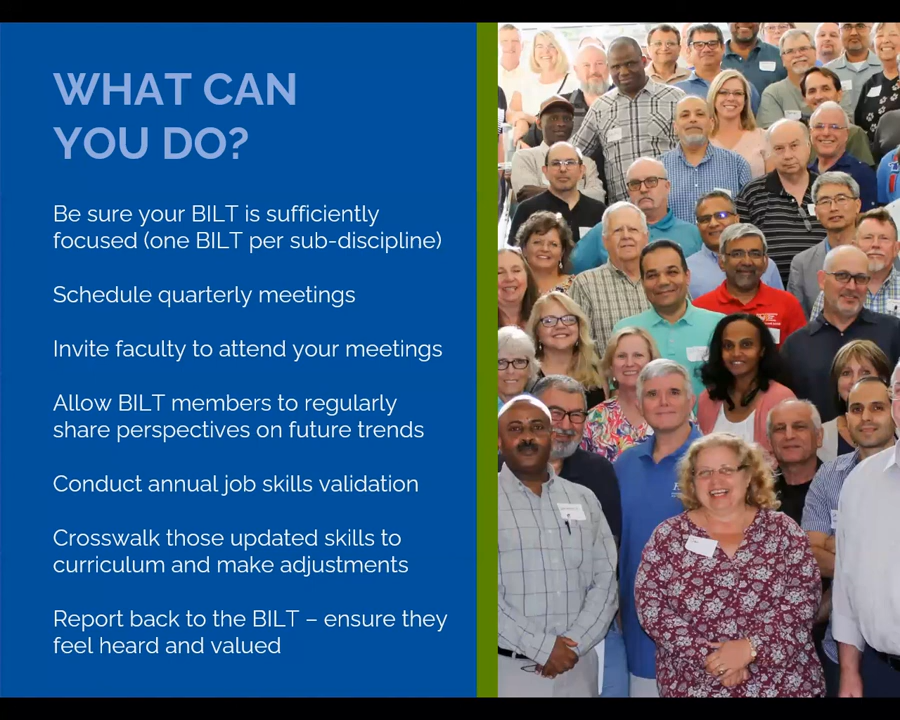 WHAT CAN
YOU DO?
Be sure your BILT is sufficiently
focused (one BILT per sub-discipline)
Schedule quarterly meetings
Invite faculty to attend your meetings
Allow BILT members to regularly
share perspectives on future trends
Conduct annual job skills validation
Crosswalk those updated skills to
curriculum and make adjustments
Report back to the BILT – ensure they
feel heard and valued